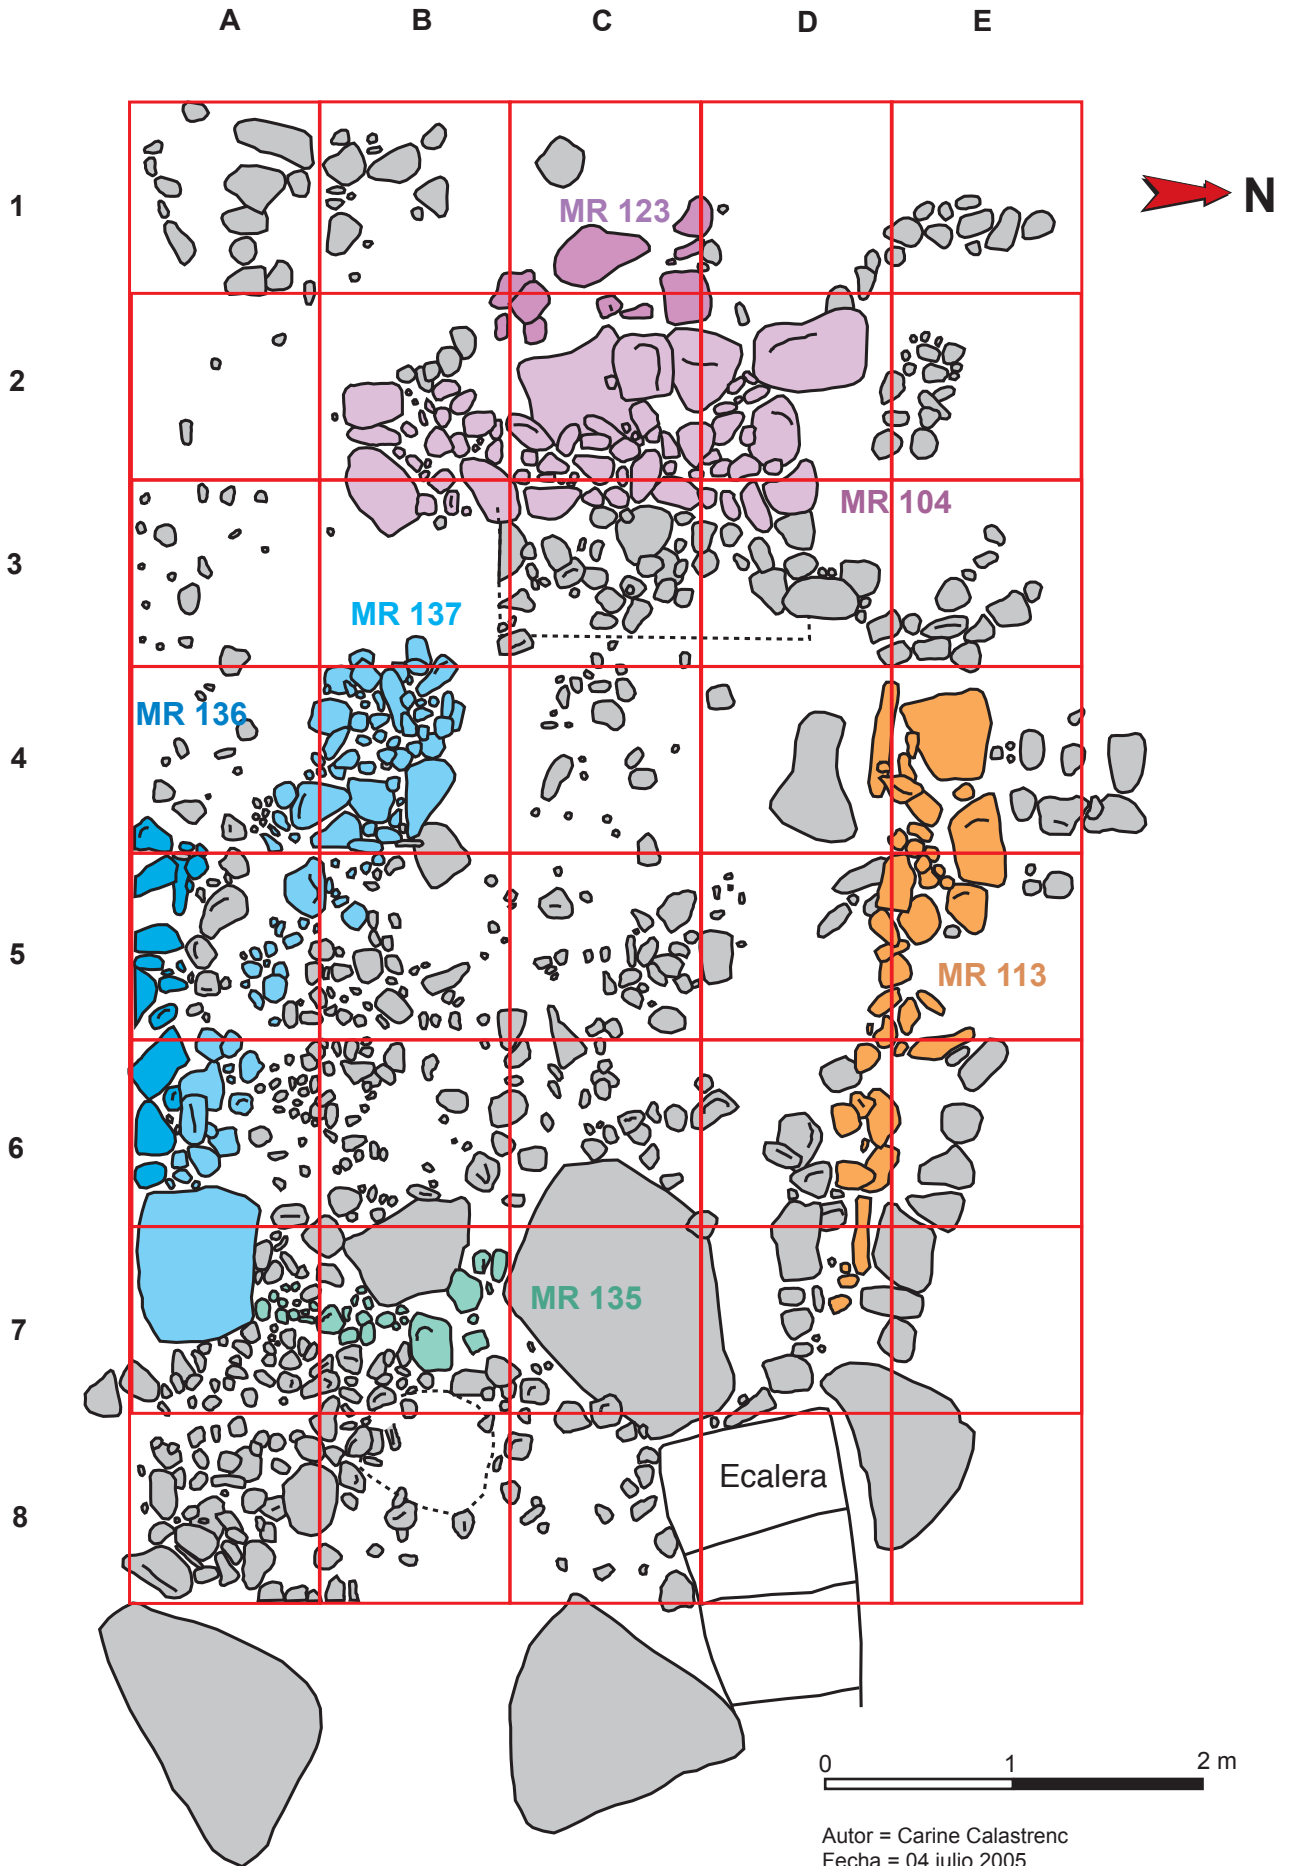 A B C D E
1
N
MR 123
2
MR 104
3
MR 137
MR 136
4
5
MR 113
6
MR 135
7
Ecalera
8
0 1 2 m
Autor = Carine Calastrenc
Fecha = 04 julio 2005